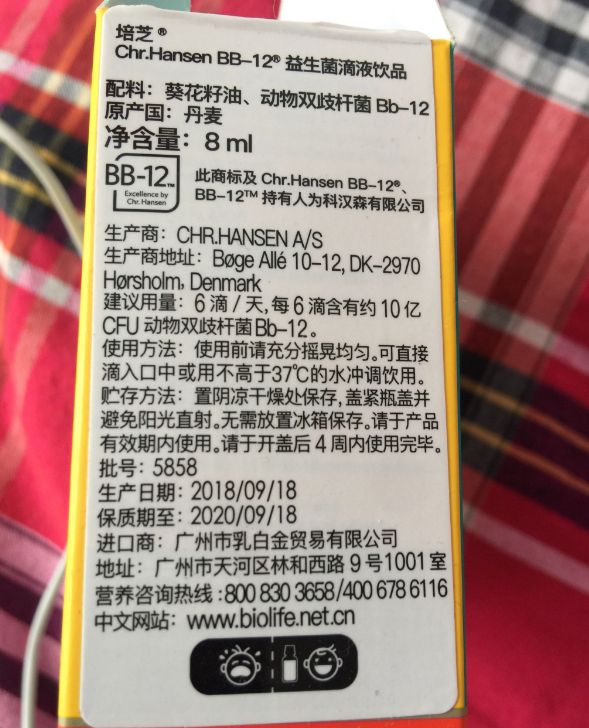 培芝®
Chr.Hansen BB-12® 益生菌滴液饮品
配料：葵花籽油、动物双歧杆菌 Bb-12
原产国：丹麦
净含量：8 ml
BB-12™
Excellence by
Chr. Hansen
此商标及 Chr.Hansen BB-12®、
BB-12™ 持有人为科汉森有限公司
生产商：CHR.HANSEN A/S
生产商地址：Bøge Allé 10-12, DK-2970
Hørsholm, Denmark
建议用量：6 滴 / 天,每 6 滴含有约 10 亿
CFU 动物双歧杆菌 Bb-12。
使用方法：使用前请充分摇晃均匀。可直接
滴入口中或用不高于37℃的水冲调饮用。
贮存方法：置阴凉干燥处保存,盖紧瓶盖并
避免阳光直射。无需放置冰箱保存。请于产品
有效期内使用。请于开盖后 4 周内使用完毕。
批号：5858
生产日期：2018/09/18
保质期至：2020/09/18
进口商：广州市乳白金贸易有限公司
地址：广州市天河区林和西路 9 号1001 室
营养咨询热线：800 830 3658/400 678 6116
中文网站：www.biolife.net.cn